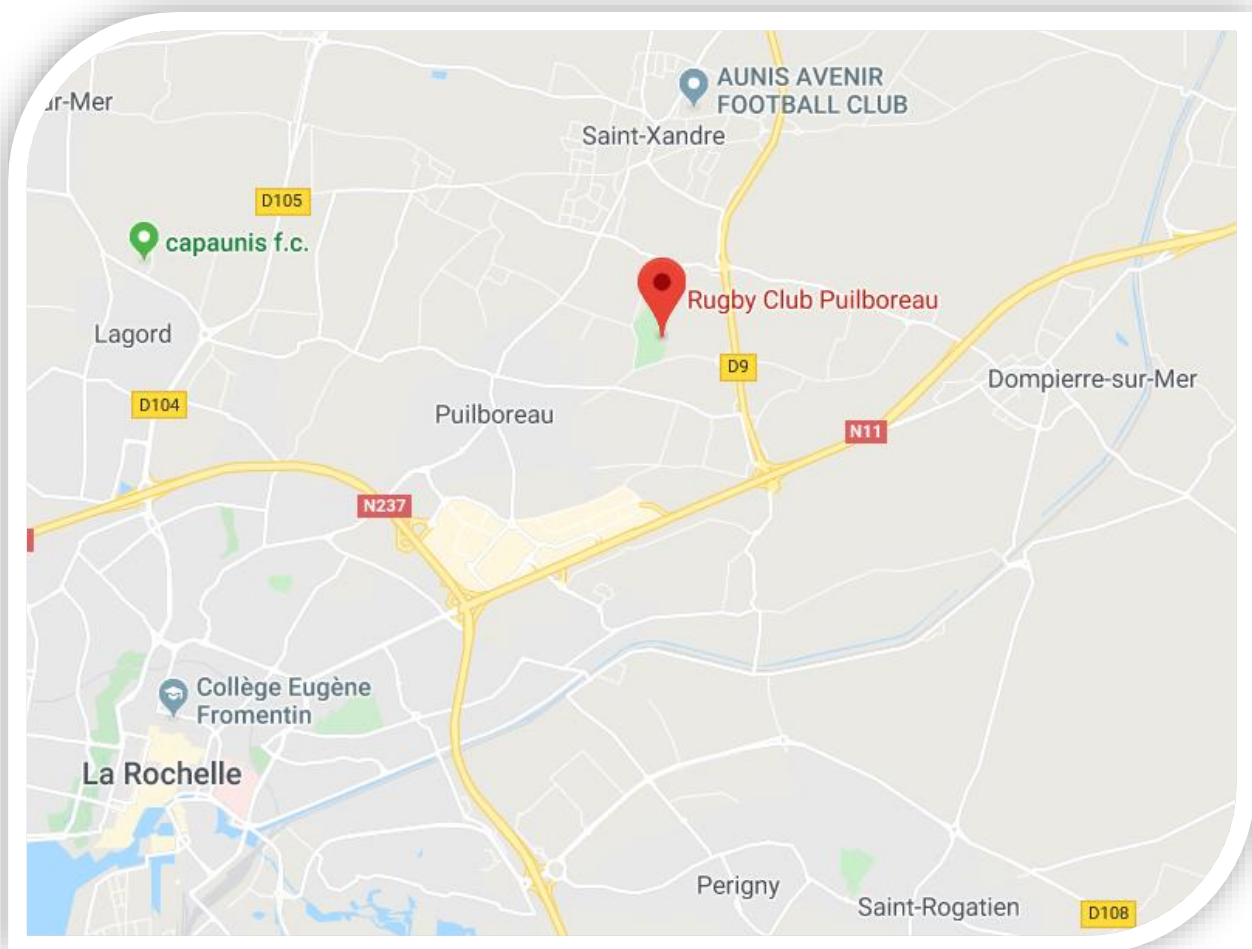 AUNIS AVENIR
FOOTBALL CLUB
ur-Mer
Saint-Xandre
D105
capaunis f.c.
Rugby Club Puilboreau
Lagord
D9
Dompierre-sur-Mer
D104
Puilboreau
N11
N237
Collège Eugène
Fromentin
La Rochelle
Perigny
Saint-Rogatien
D108